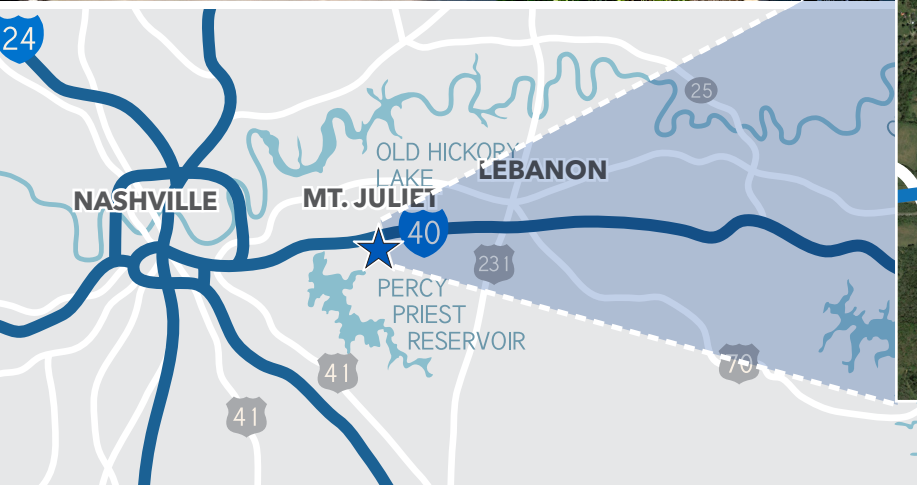 24
25
OLD HICKORY
LAKE
LEBANON
NASHVILLE
MT. JULIET
40
231
PERCY
PRIEST
RESERVOIR
70
41
41